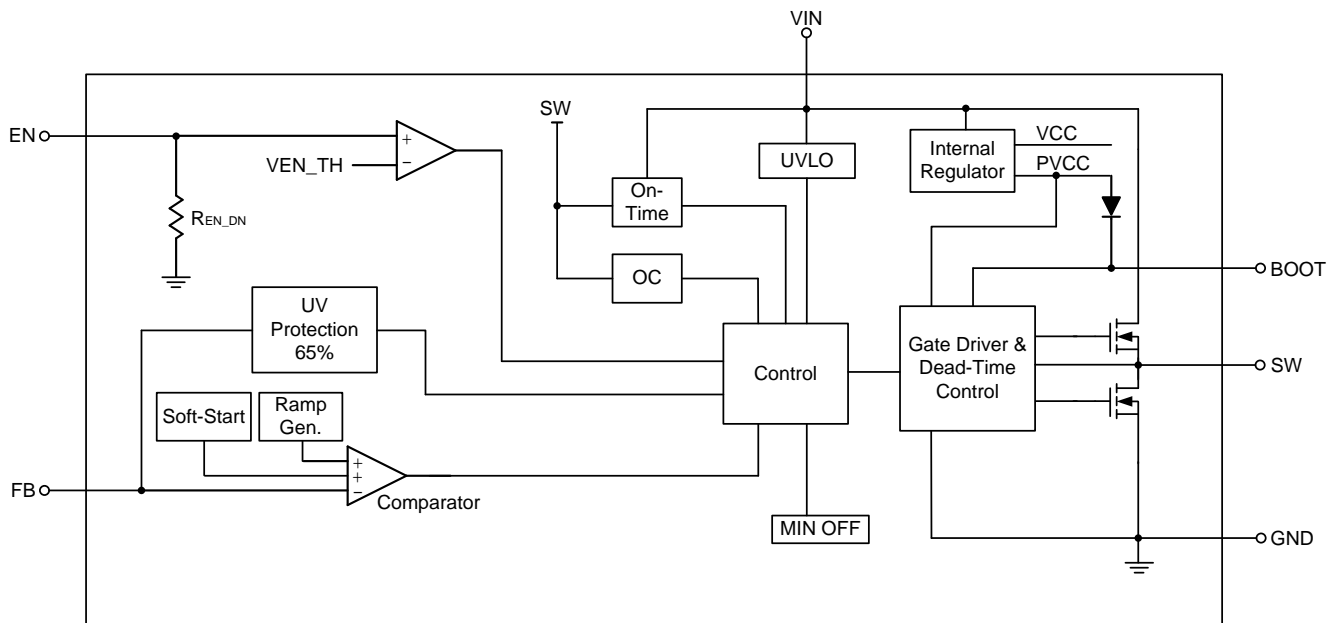 VIN
SW
EN
VEN_TH
REN_DN
UVLO
Internal
Regulator
VCC
PVCC
On-
Time
OC
BOOT
UV
Protection
65%
Control
Gate Driver &
Dead-Time
Control
SW
Soft-Start
Ramp
Gen.
FB
Comparator
MIN OFF
GND